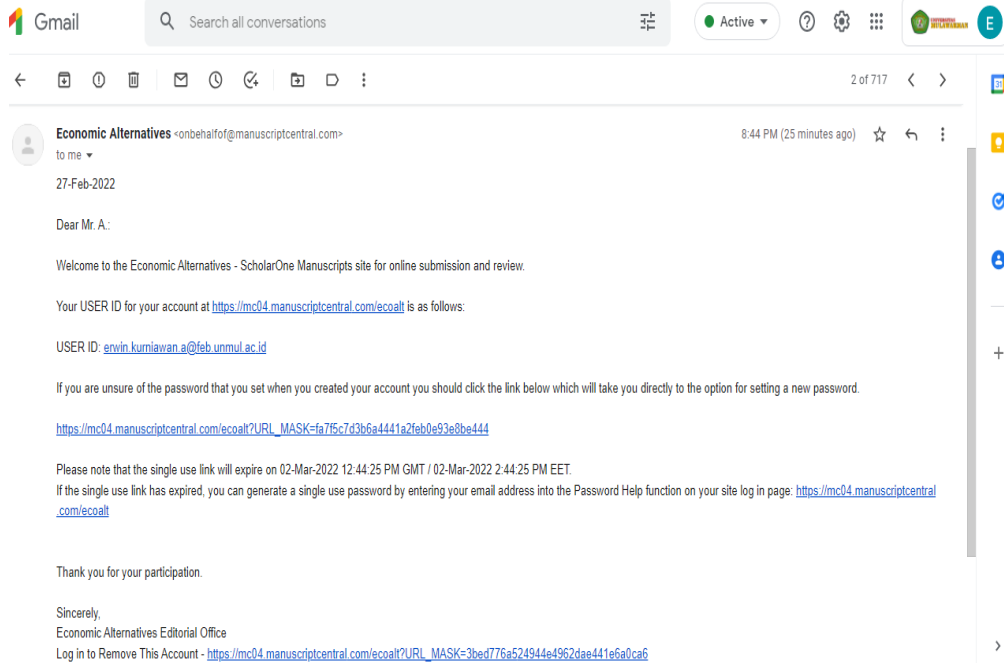 Gmail
Search all conversations
Active
UNIVERSITAS
MULAWARMAN
E
2 of 717
31
Economic Alternatives <onbehalfof@manuscriptcentral.com>
8:44 PM (25 minutes ago)
to me
27-Feb-2022
Dear Mr. A.:
Welcome to the Economic Alternatives - ScholarOne Manuscripts site for online submission and review.
Your USER ID for your account at https://mc04.manuscriptcentral.com/ecoalt is as follows:
USER ID: erwin.kurniawan.a@feb.unmul.ac.id
If you are unsure of the password that you set when you created your account you should click the link below which will take you directly to the option for setting a new password.
https://mc04.manuscriptcentral.com/ecoalt?URL_MASK=fa7f5c7d3b6a4441a2feb0e93e8be444
Please note that the single use link will expire on 02-Mar-2022 12:44:25 PM GMT / 02-Mar-2022 2:44:25 PM EET.
If the single use link has expired, you can generate a single use password by entering your email address into the Password Help function on your site log in page: https://mc04.manuscriptcentral
.com/ecoalt
Thank you for your participation.
Sincerely,
Economic Alternatives Editorial Office
Log in to Remove This Account - https://mc04.manuscriptcentral.com/ecoalt?URL_MASK=3bed776a524944e4962dae441e6a0ca6